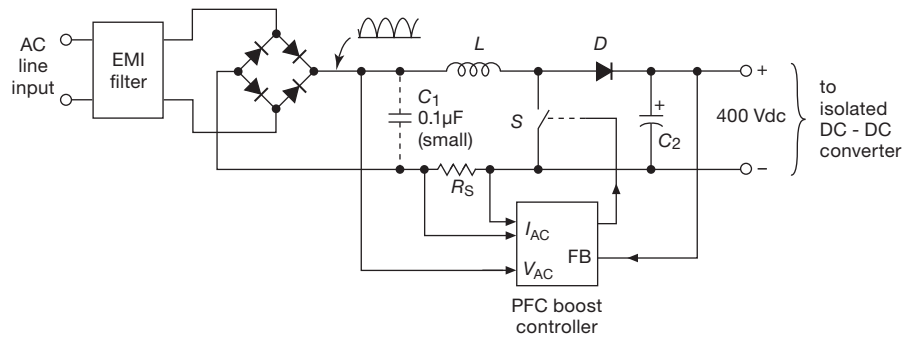 AC
line
input
EMI
filter
C1
0.1µF
(small)
L
D
S
+
C2
RS
400 Vdc
+
–
to
isolated
DC - DC
converter
IAC
VAC
FB
PFC boost
controller